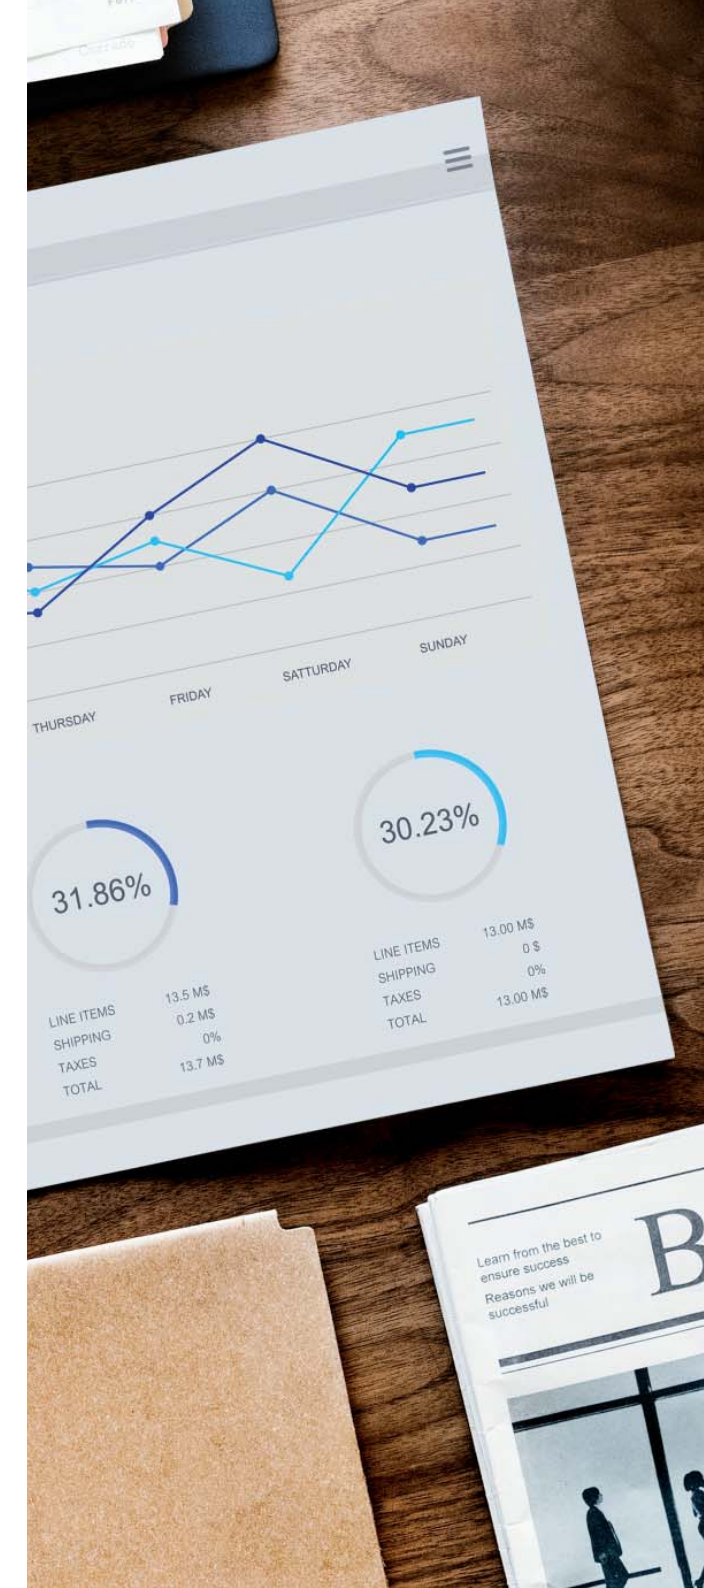 THURSDAY
FRIDAY
SATTURDAY
SUNDAY
31.86%
LINE ITEMS 13.5 M$
SHIPPING 0.2 M$
TAXES 0%
TOTAL 13.7 M$
30.23%
LINE ITEMS 13.00 M$
SHIPPING 0 $
TAXES 0%
TOTAL 13.00 M$
Learn from the best to
ensure success
Reasons we will be
successful
B